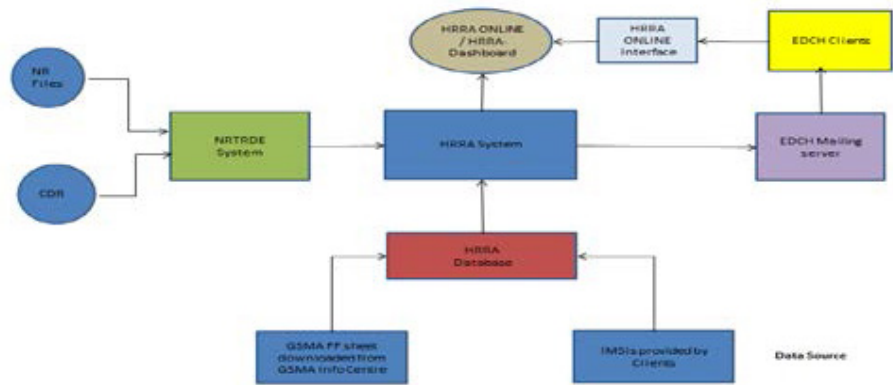 HRRA ONLINE
/ HRRA-
Dashboard
HRRA
ONLINE
Interface
EDCH Clients
NR
Files
NRTRDE
System
HRRA System
EDCH Mailing
server
CDR
HRRA
Database
GSMA FF sheet
downloaded from
GSMA InfoCentre
IMSIs provided by
Clients
Data Source